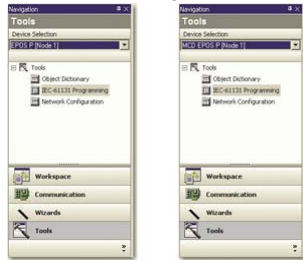 Navigation
Tools
Device Selection
EPOS P [Node 1]
Tools
Object Dictionary
IEC-61131 Programming
Network Configuration
Workspace
Communication
Wizards
Tools
Navigation
Tools
Device Selection
MCD EPOS P [Node 1]
Tools
Object Dictionary
IEC-61131 Programming
Network Configuration
Workspace
Communication
Wizards
Tools